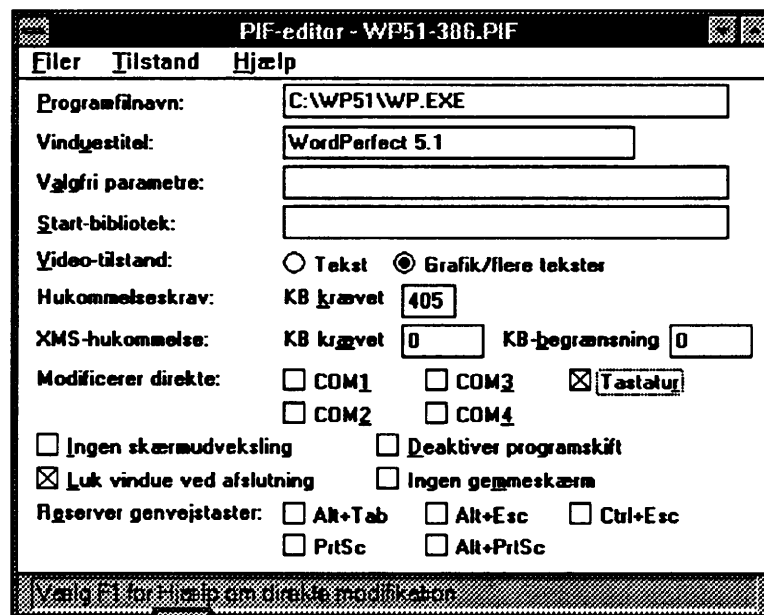 PIF-editor - WP51-386.PIF
Filer Tilstand Hjælp
Programfilnavn: C:\WP51\WP.EXE
Vinduestitel: WordPerfect 5.1
Valgfri parametre:
Start-bibliotek:
Video-tilstand: Tekst Grafik/flere tekster
Hukommelseskrav: KB krævet 405
XMS-hukommelse: KB krævet 0 KB-begrænsning 0
Modificerer direkte: COM1 COM3 Tastatur
COM2 COM4
Ingen skærmudveksling Deaktiver programskift
Luk vindue ved afslutning Ingen gemmeskærm
Reserver genvejstaster: Alt+Tab Alt+Esc Ctrl+Esc
PrtSc Alt+PrtSc
Vælg F1 for Hjælp om direkte modifikation